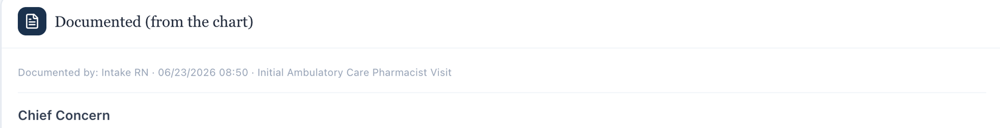 Documented (from the chart)
Documented by: Intake RN · 06/23/2026 08:50 · Initial Ambulatory Care Pharmacist Visit
Chief Concern